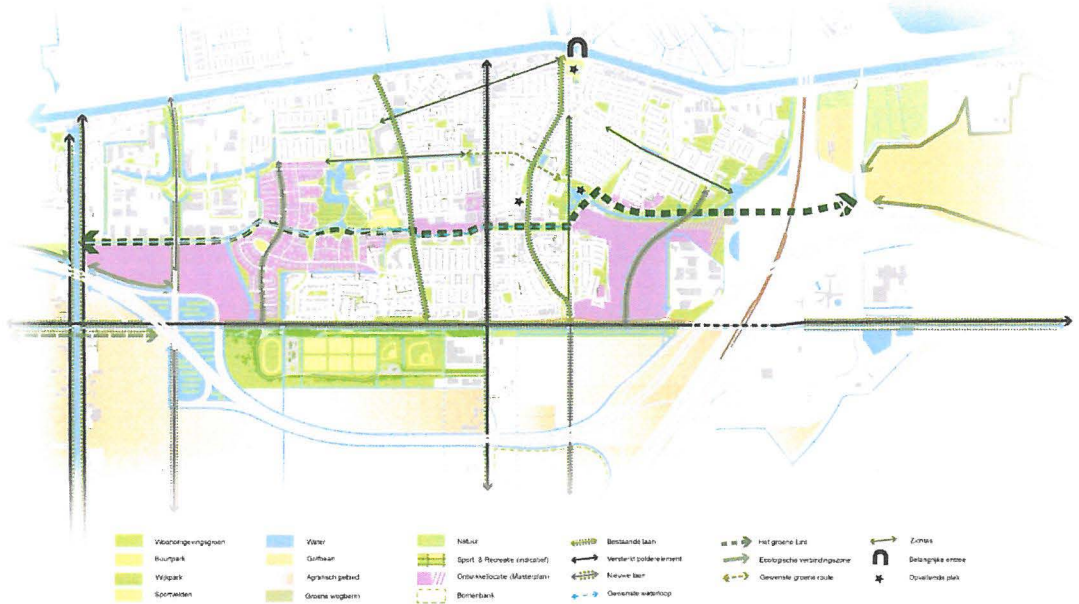 Woonomgevingsgroen
Buurtpark
Wijkpark
Sportvelden
Water
Golfbaan
Agrarisch gebied
Groene wegberm
Natuur
Sport & Recreatie (indicatief)
Ontwikkellocatie (Masterplan)
Bomenbank
Bestaande laan
Versterkt polderelement
Nieuwe laan
Gewenste waterloop
Het groene Lint
Ecologische verbindingszone
Gewenste groene route
Zichtas
Belangrijke entree
Opvallende plek